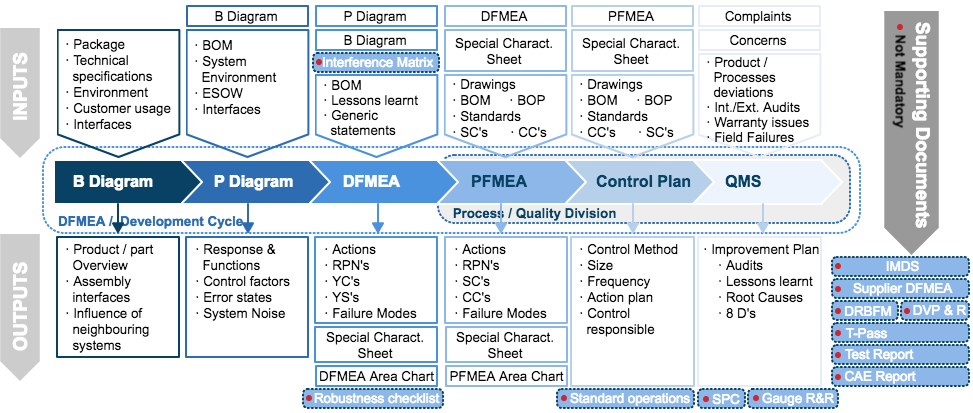 INPUTS
B Diagram
P Diagram
DFMEA
PFMEA
Complaints
B Diagram
Special Charact.
Sheet
Special Charact.
Sheet
Concerns
Interference Matrix
· Package
· Technical
specifications
· Environment
· Customer usage
· Interfaces
· BOM
· System
Environment
· ESOW
· Interfaces
· BOM
· Lessons learnt
· Generic
statements
· Drawings
· BOM · BOP
· Standards
· SC's · CC's
· Drawings
· BOM · BOP
· Standards
· CC's · SC's
· Product /
Processes
deviations
· Int./Ext. Audits
· Warranty issues
· Field Failures
Supporting Documents
• Not Mandatory
B Diagram
P Diagram
DFMEA
PFMEA
Control Plan
QMS
DFMEA / Development Cycle
Process / Quality Division
OUTPUTS
· Product / part
Overview
· Assembly
interfaces
· Influence of
neighbouring
systems
· Response &
Functions
· Control factors
· Error states
· System Noise
· Actions
· RPN's
· YC's
· YS's
· Failure Modes
Special Charact.
Sheet
DFMEA Area Chart
Robustness checklist
· Actions
· RPN's
· SC's
· CC's
· Failure Modes
Special Charact.
Sheet
PFMEA Area Chart
· Control Method
· Size
· Frequency
· Action plan
· Control
responsible
Standard operations
· Improvement Plan
· Audits
· Lessons learnt
· Root Causes
· 8 D's
SPC
Gauge R&R
IMDS
Supplier DFMEA
DRBFM
DVP & R
T-Pass
Test Report
CAE Report